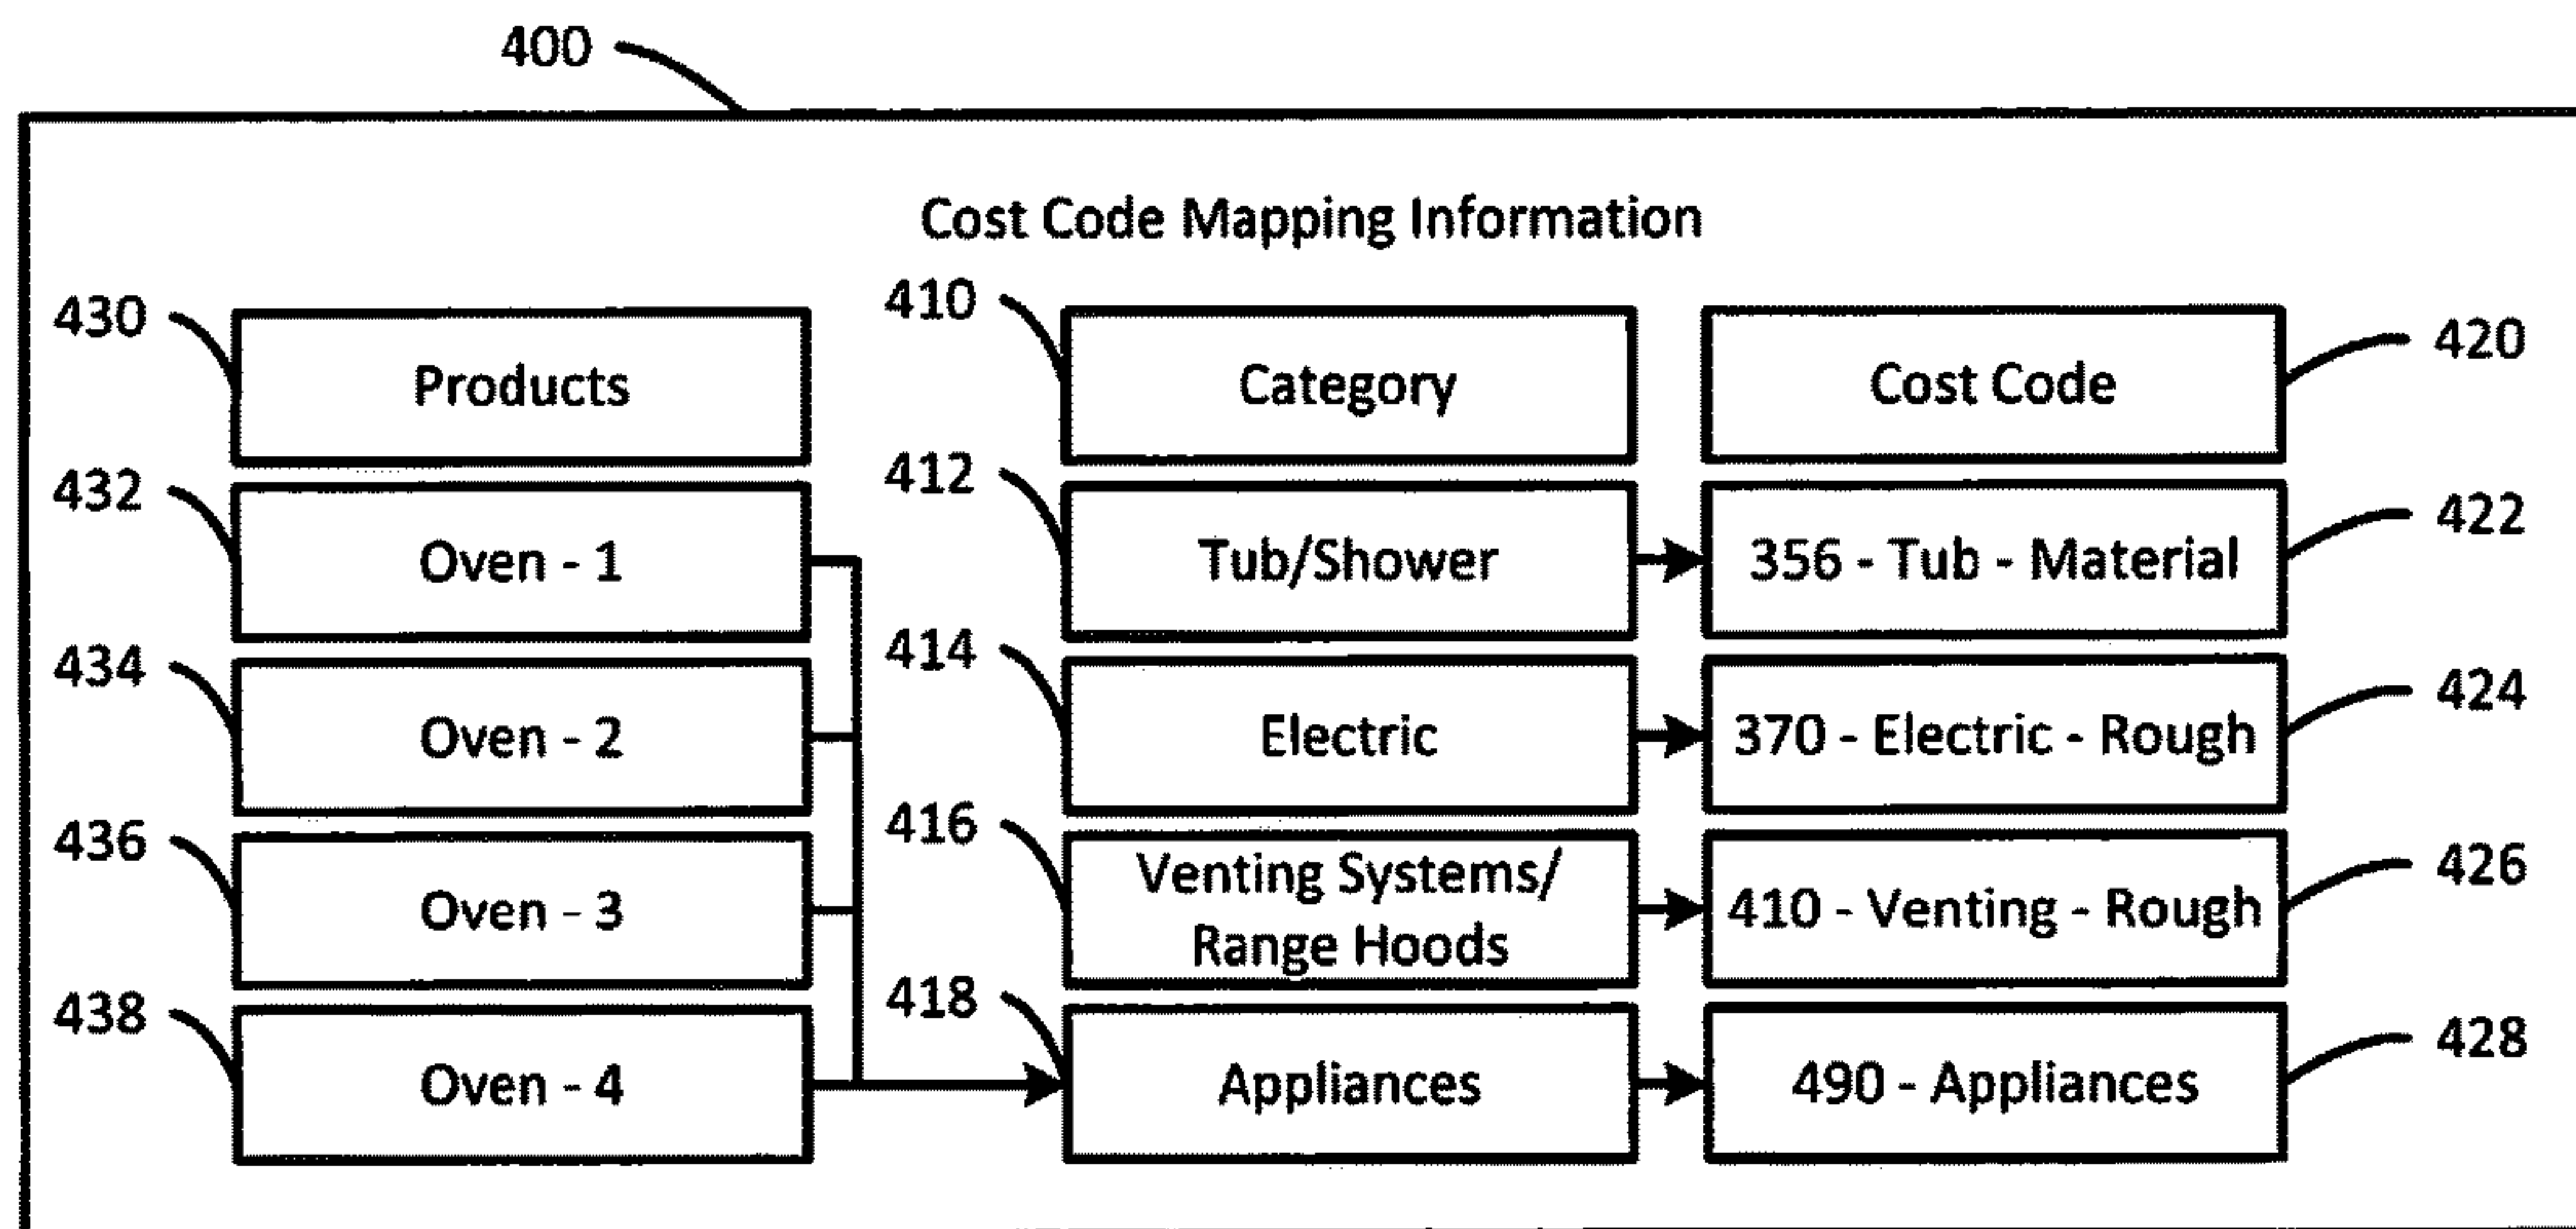 400
Cost Code Mapping Information
430
Products
410
Category
Cost Code
420
432
Oven - 1
412
Tub/Shower
356 - Tub - Material
422
434
Oven - 2
414
Electric
370 - Electric - Rough
424
436
Oven - 3
416
Venting Systems/
Range Hoods
410 - Venting - Rough
426
438
Oven - 4
418
Appliances
490 - Appliances
428